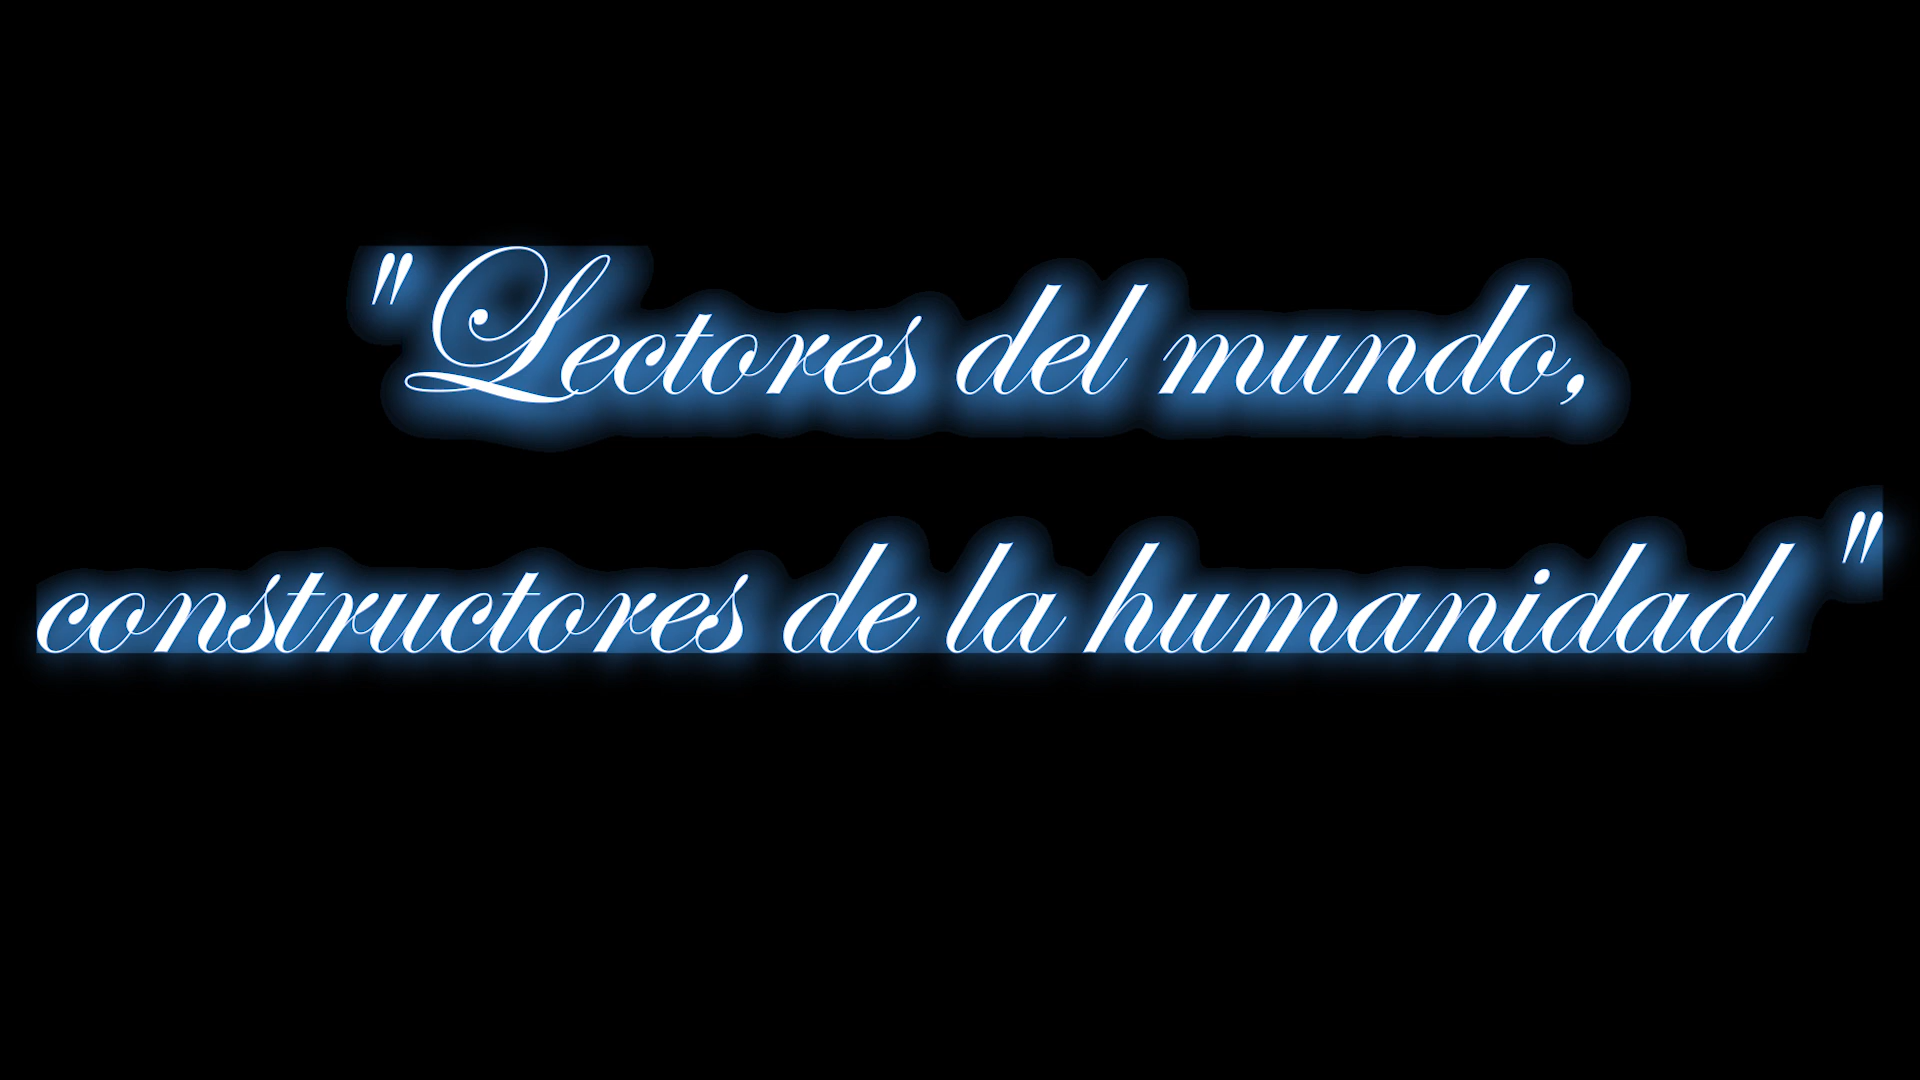 "Lectores del mundo,
constructores de la humanidad "